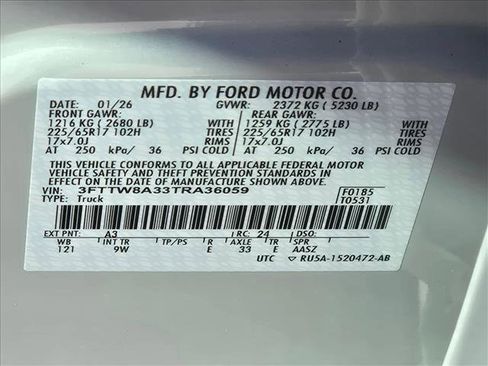 MFD. BY FORD MOTOR CO.
DATE: 01/26 GVWR: 2372 KG ( 5230 LB)
FRONT GAWR: REAR GAWR:
1216 KG ( 2680 LB) 1259 KG ( 2775 LB)
225/65R17 102H TIRES 225/65R17 102H TIRES
17x7.0J RIMS 17x7.0J RIMS
AT 250 kPa/ 36 PSI COLD AT 250 kPa/ 36 PSI COLD
THIS VEHICLE CONFORMS TO ALL APPLICABLE FEDERAL MOTOR
VEHICLE SAFETY AND THEFT PREVENTION STANDARDS IN
EFFECT ON THE DATE OF MANUFACTURE SHOWN ABOVE.
VIN: 3FTTW8A33TRA36059 F0185
TYPE: Truck T0531
EXT PNT: A3 RC: 24 DSO:
WB INT TR TP/PS R AXLE TR SPR
121 9W E 33 E AASZ
UTC RU5A-1520472-AB